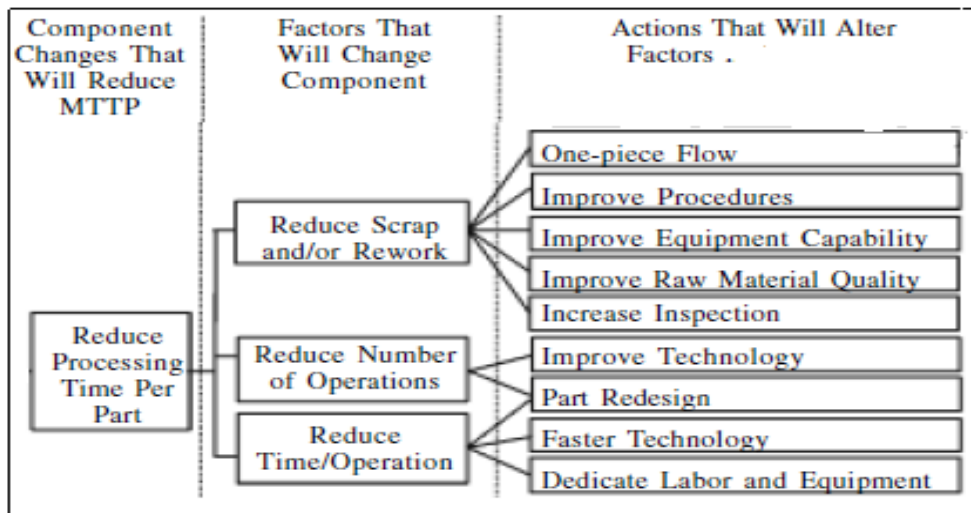 Component
Changes That
Will Reduce
MTTP
Factors That
Will Change
Component
Actions That Will Alter
Factors .
Reduce
Processing
Time Per
Part
Reduce Scrap
and/or Rework
Reduce Number
of Operations
Reduce
Time/Operation
One-piece Flow
Improve Procedures
Improve Equipment Capability
Improve Raw Material Quality
Increase Inspection
Improve Technology
Part Redesign
Faster Technology
Dedicate Labor and Equipment